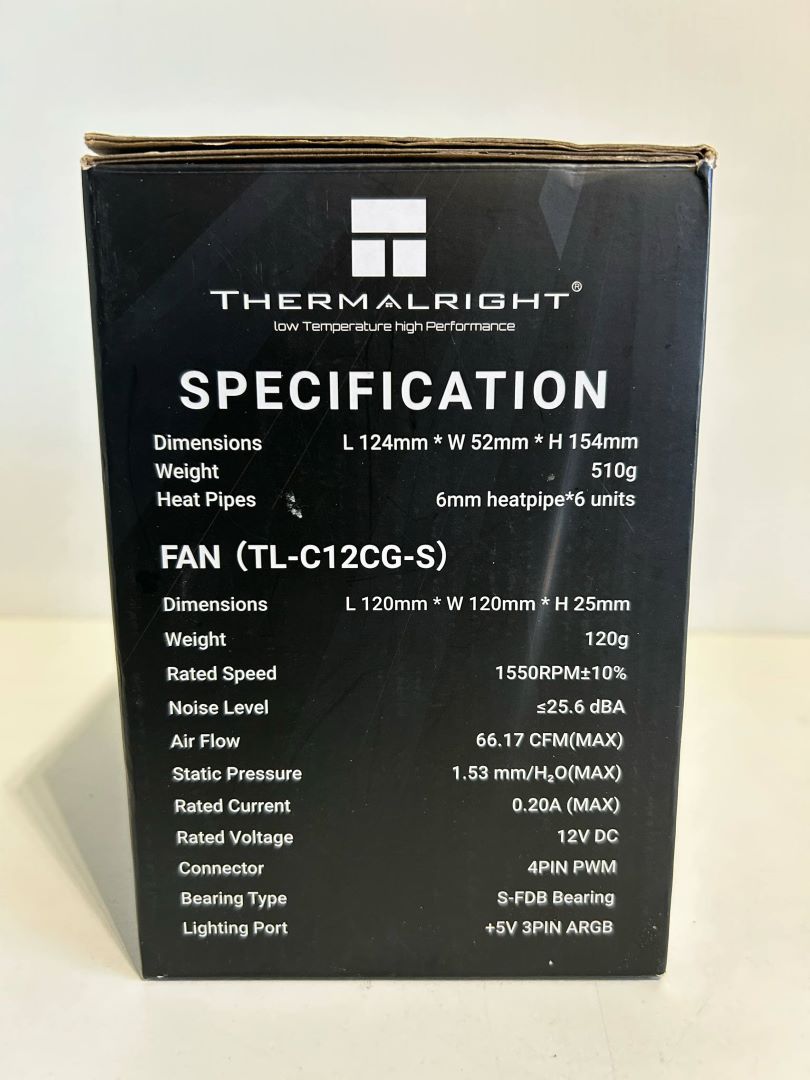 THERMALRIGHT®
low Temperature high Performance
SPECIFICATION
Dimensions L 124mm * W 52mm * H 154mm
Weight 510g
Heat Pipes 6mm heatpipe*6 units
FAN（TL-C12CG-S）
Dimensions L 120mm * W 120mm * H 25mm
Weight 120g
Rated Speed 1550RPM±10%
Noise Level ≤25.6 dBA
Air Flow 66.17 CFM(MAX)
Static Pressure 1.53 mm/H₂O(MAX)
Rated Current 0.20A (MAX)
Rated Voltage 12V DC
Connector 4PIN PWM
Bearing Type S-FDB Bearing
Lighting Port +5V 3PIN ARGB